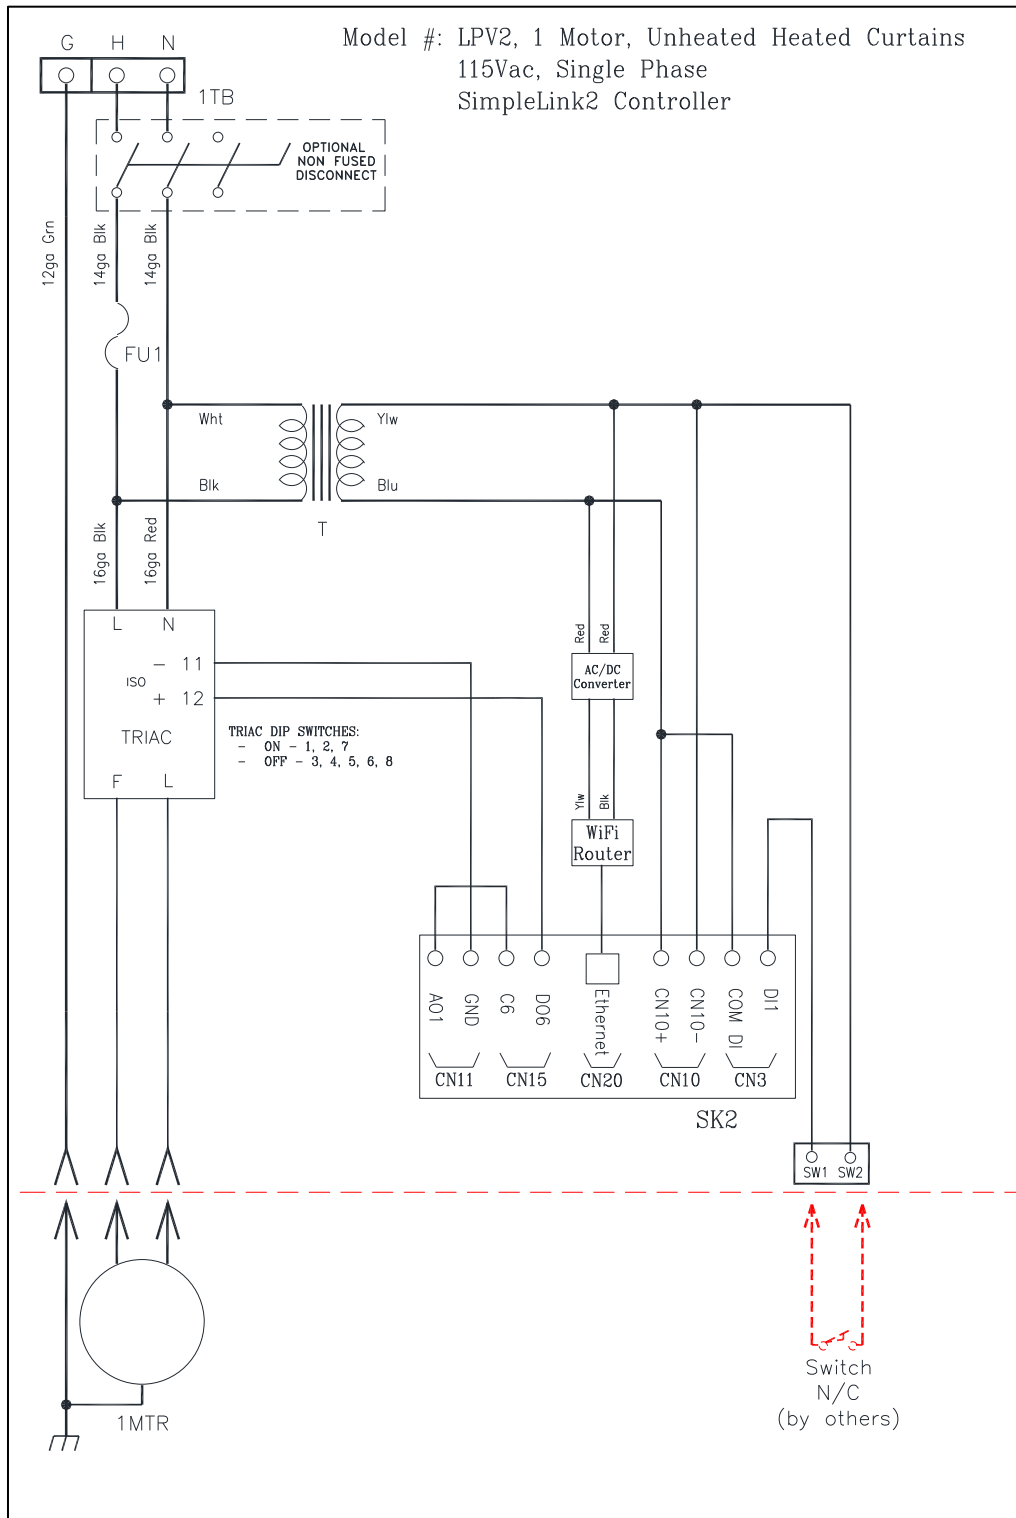 Model #: LPV2, 1 Motor, Unheated Heated Curtains
115Vac, Single Phase
SimpleLink2 Controller
G H N
1TB
OPTIONAL
NON FUSED
DISCONNECT
12ga Grn
14ga Blk
14ga Blk
FU1
Wht
Ylw
Blk
Blu
T
16ga Blk
16ga Red
L N
- 11
ISO
+ 12
TRIAC
F L
TRIAC DIP SWITCHES:
- ON - 1, 2, 7
- OFF - 3, 4, 5, 6, 8
Red
Red
AC/DC
Converter
Ylw
Blk
WiFi
Router
AO1
GND
C6
DO6
Ethernet
CN10+
CN10-
COM DI
DI1
CN11
CN15
CN20
CN10
CN3
SK2
SW1 SW2
Switch
N/C
(by others)
1MTR